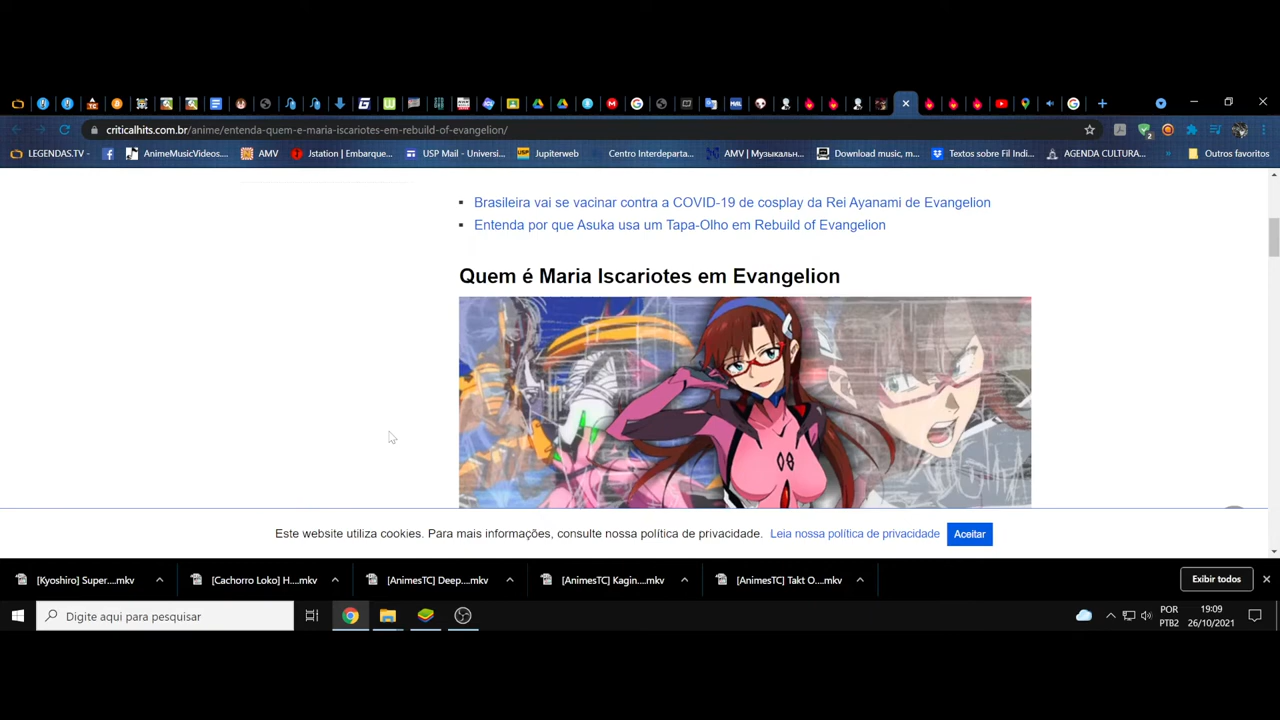 criticalhits.com.br/anime/entenda-quem-e-maria-iscariotes-em-rebuild-of-evangelion/
2
LEGENDAS.TV -
AnimeMusicVideos...
AMV
Jstation | Embarque...
USP Mail - Universi...
Jupiterweb
Centro Interdeparta...
AMV | Музыкальн...
Download music, m...
Textos sobre Fil Indi...
AGENDA CULTURA...
»
Outros favoritos
Brasileira vai se vacinar contra a COVID-19 de cosplay da Rei Ayanami de Evangelion
Entenda por que Asuka usa um Tapa-Olho em Rebuild of Evangelion
Quem é Maria Iscariotes em Evangelion
08
Este website utiliza cookies. Para mais informações, consulte nossa política de privacidade. Leia nossa política de privacidade Aceitar
[Kyoshiro] Super....mkv
[Cachorro Loko] H....mkv
[AnimesTC] Deep....mkv
[AnimesTC] Kagin....mkv
[AnimesTC] Takt O....mkv
Exibir todos
Digite aqui para pesquisar
POR
PTB2
19:09
26/10/2021